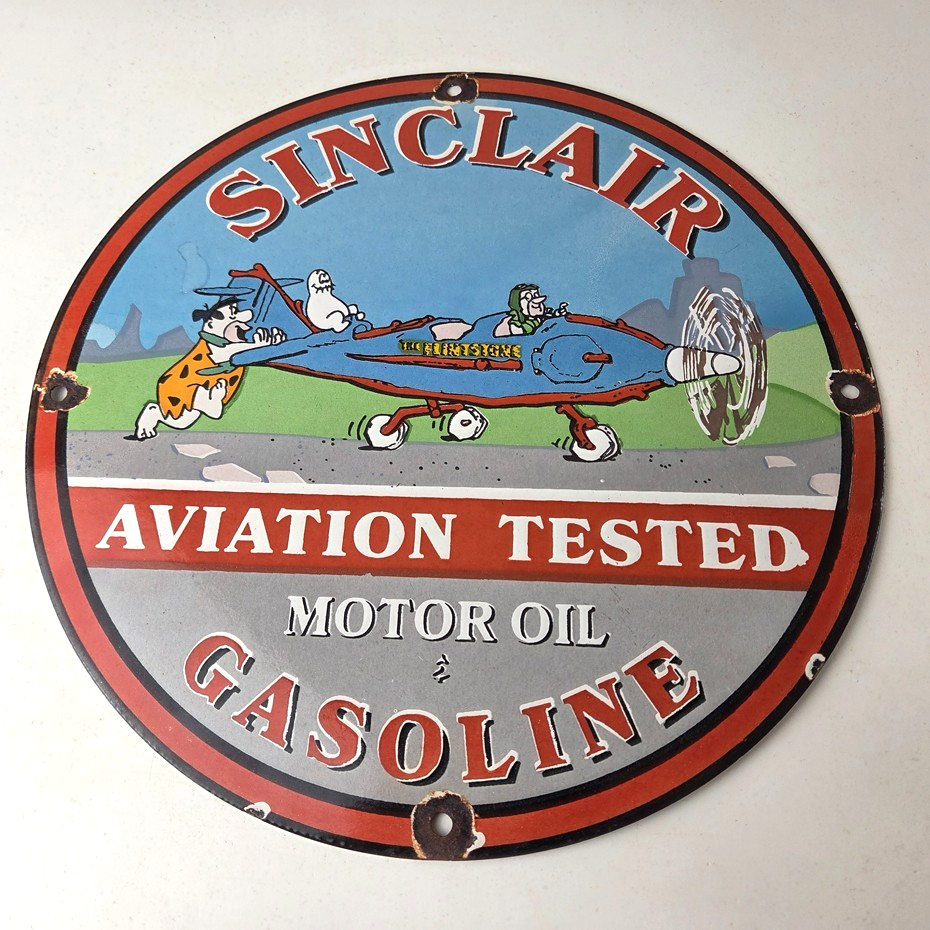 SINCLAIR
THE FLINTSTONE
AVIATION TESTED
MOTOR OIL
&
GASOLINE